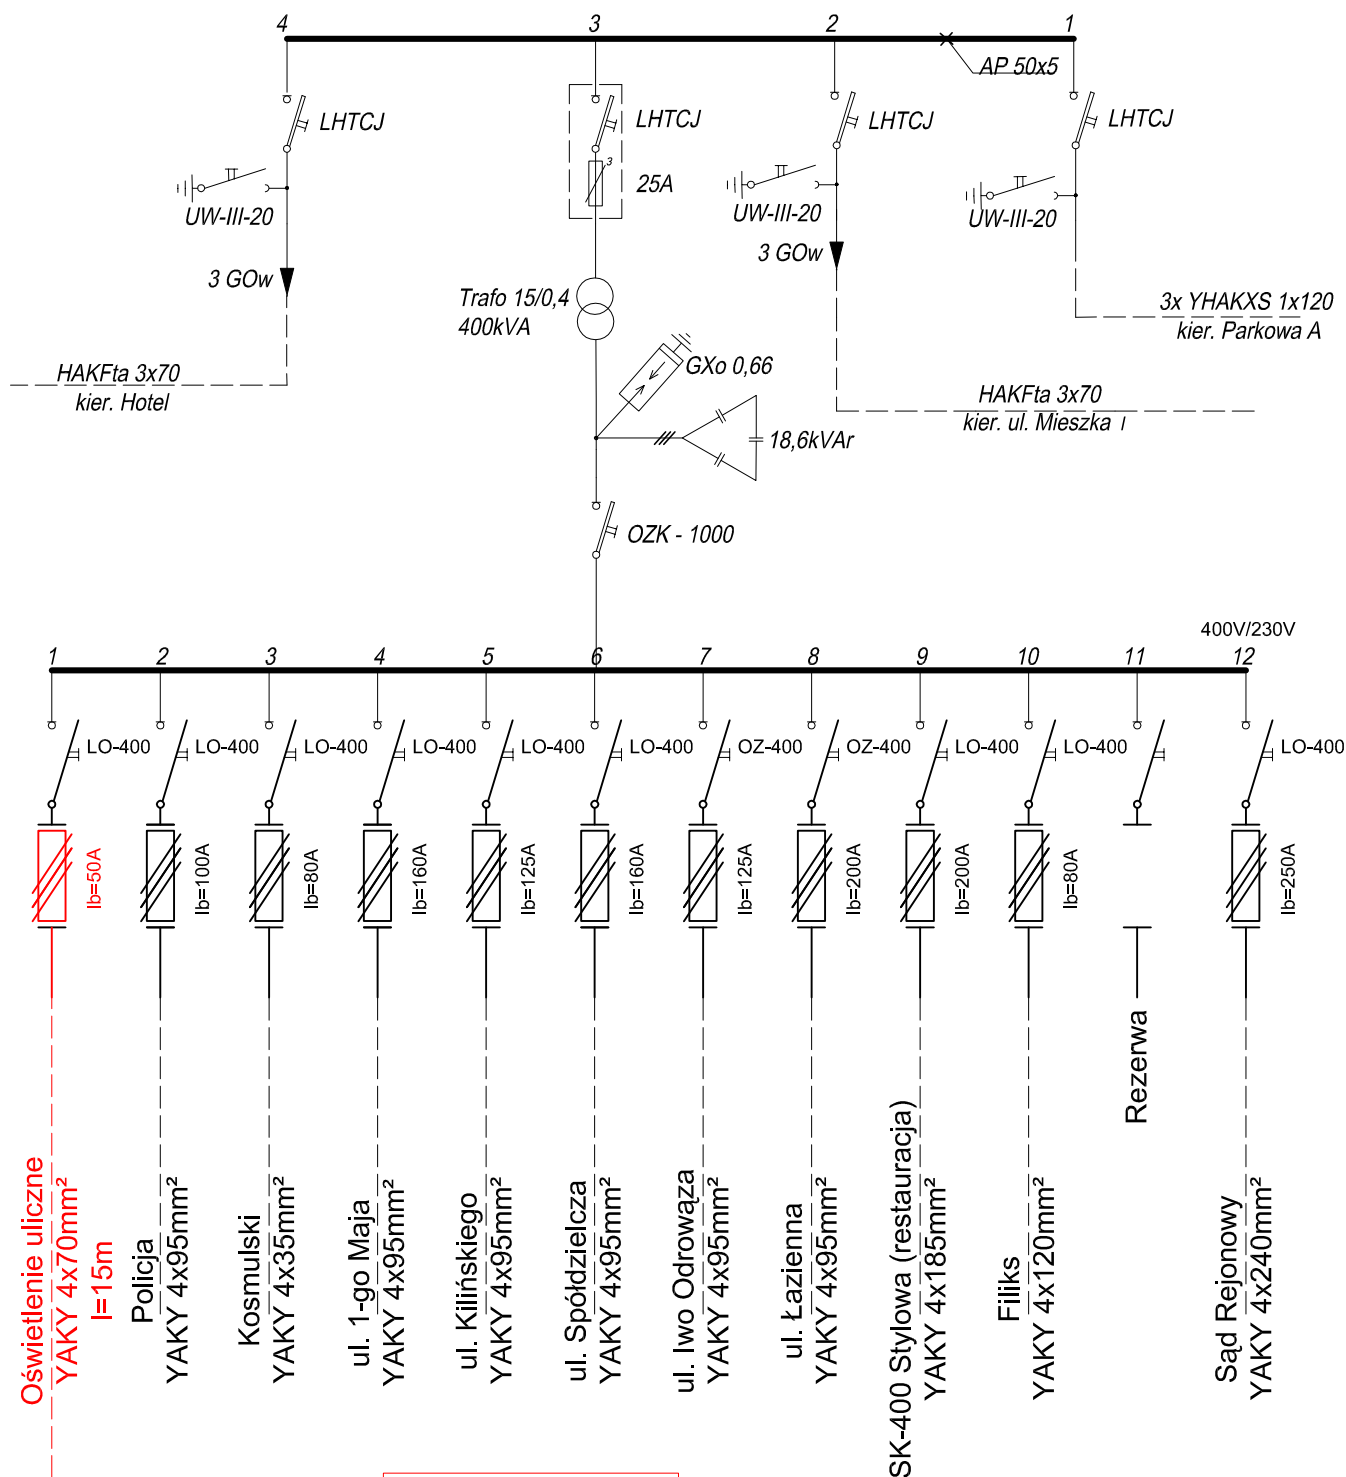 4
3
2
1
AP 50x5
LHTCJ
LHTCJ
LHTCJ
LHTCJ
3
25A
UW-III-20
UW-III-20
UW-III-20
3 GOw
3 GOw
Trafo 15/0,4
400kVA
3x YHAKXS 1x120
kier. Parkowa A
GXo 0,66
HAKFta 3x70
kier. Hotel
HAKFta 3x70
kier. ul. Mieszka I
18,6kVAr
OZK - 1000
400V/230V
1
2
3
4
5
6
7
8
9
10
11
12
LO-400
LO-400
LO-400
LO-400
LO-400
LO-400
OZ-400
OZ-400
LO-400
LO-400
LO-400
Ib=50A
Ib=100A
Ib=80A
Ib=160A
Ib=125A
Ib=160A
Ib=125A
Ib=200A
Ib=200A
Ib=80A
Ib=250A
Oświetlenie uliczne
YAKY 4x70mm²
l=15m
Policja
YAKY 4x95mm²
Kosmulski
YAKY 4x35mm²
ul. 1-go Maja
YAKY 4x95mm²
ul. Kilińskiego
YAKY 4x95mm²
ul. Spółdzielcza
YAKY 4x95mm²
ul. Iwo Odrowąża
YAKY 4x95mm²
ul. Łazienna
YAKY 4x95mm²
SK-400 Stylowa (restauracja)
YAKY 4x185mm²
Filiks
YAKY 4x120mm²
Rezerwa
Sąd Rejonowy
YAKY 4x240mm²